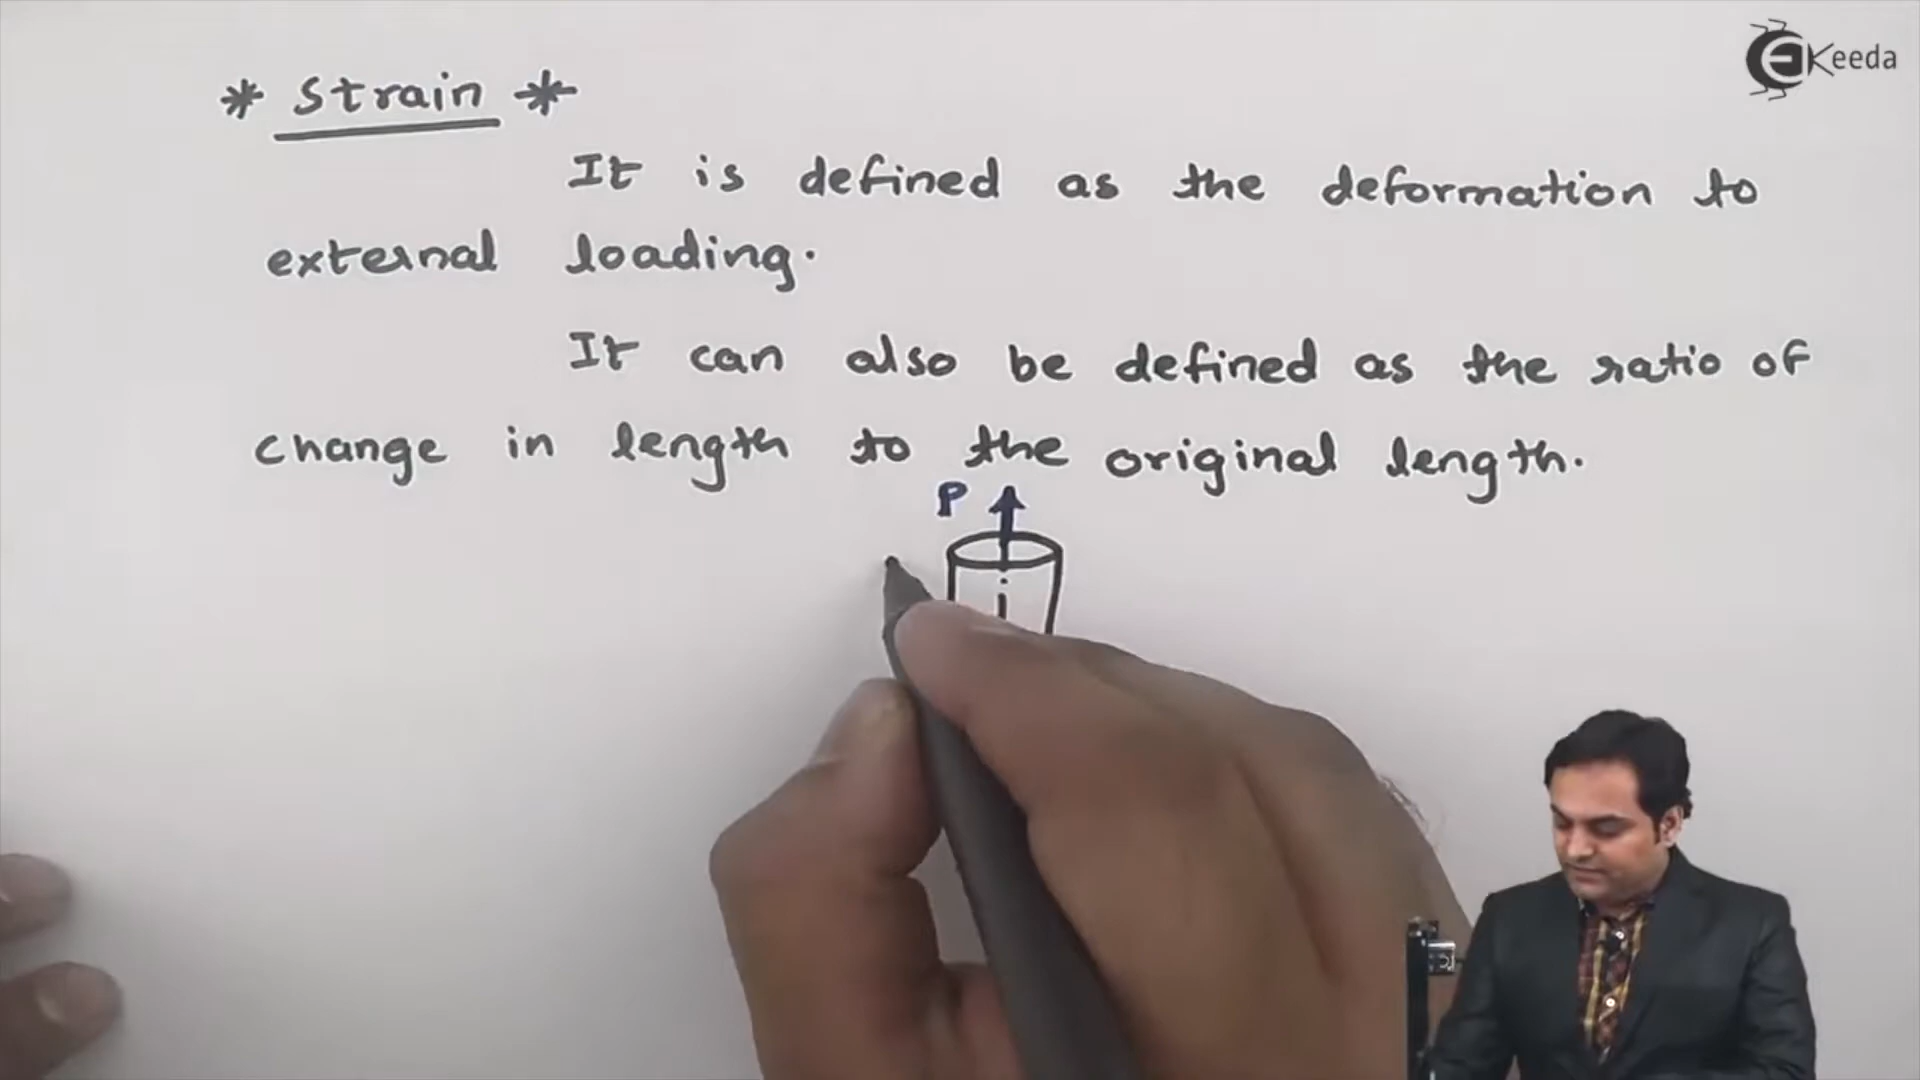 Keeda
* Strain *
It is defined as the deformation to
external loading.
It can also be defined as the ratio of
change in length to the original length.
P